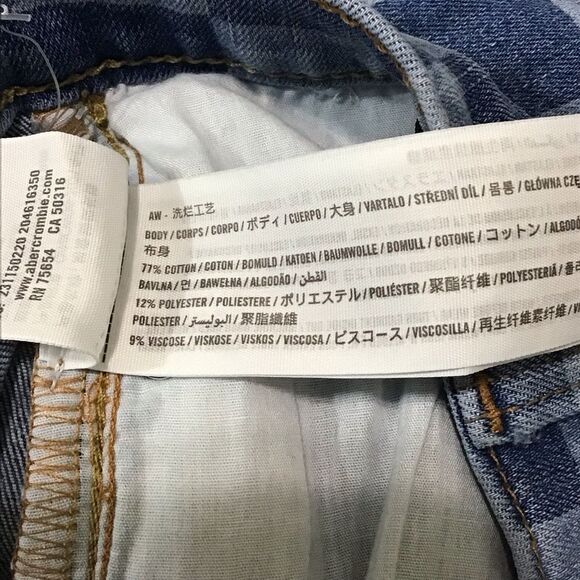 231150220 204616350
www.abercrombie.com
RN 75654 CA 50316
AW - 洗烂工艺
BODY / CORPS / CORPO / ボディ / CUERPO / 大身 / VARTALO / STŘEDNÍ DÍL / 몸통 / GŁÓWNA
布身
77% COTTON / COTON / BOMULD / KATOEN / BAUMWOLLE / BOMULL / COTONE / コットン /
BAVLNA / 면 / BAWEŁNA / ALGODÃO / القطن /
12% POLYESTER / POLIESTERE / ポリエステル / POLIÉSTER / 聚酯纤维 / POLYESTERIÄ /
POLIESTER / البوليستر / 聚脂纖維
9% VISCOSE / VISKOSE / VISKOS / VISCOSA / ビスコース / VISCOSILLA / 再生纤维素纤维 /